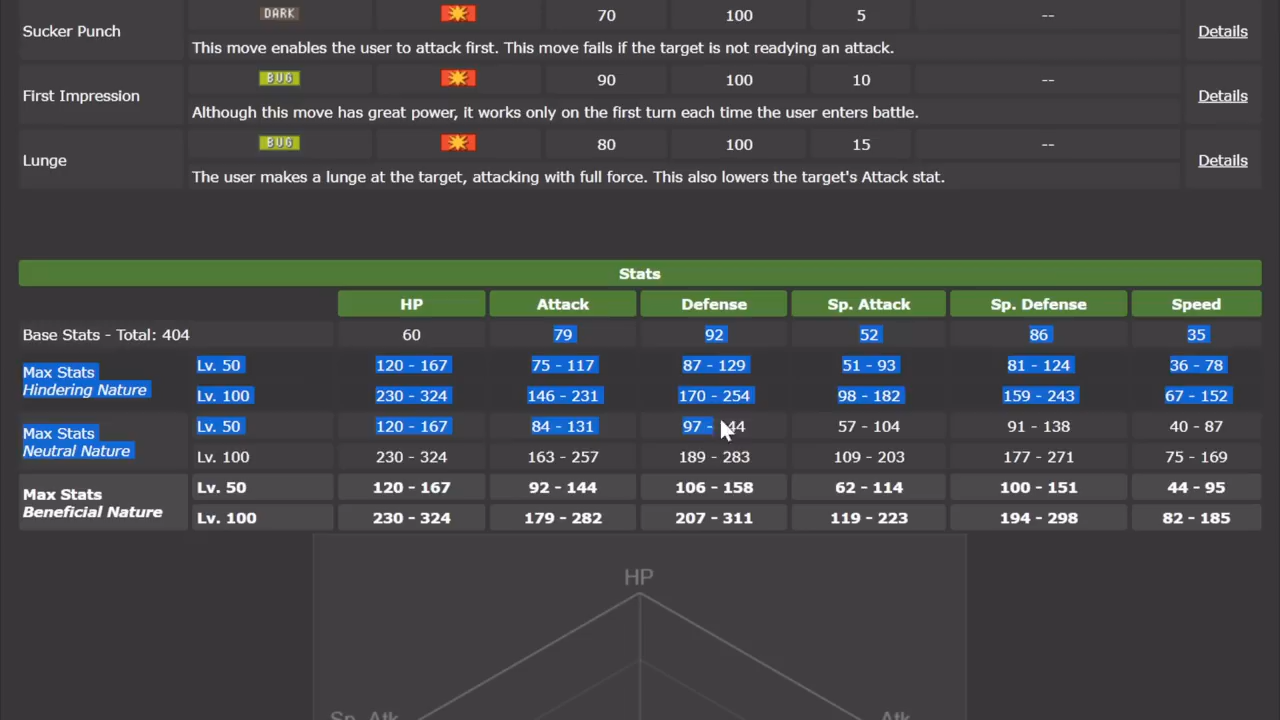 DARK 70 100 5 --
Sucker Punch Details
This move enables the user to attack first. This move fails if the target is not readying an attack.
BUG 90 100 10 --
First Impression Details
Although this move has great power, it works only on the first turn each time the user enters battle.
BUG 80 100 15 --
Lunge Details
The user makes a lunge at the target, attacking with full force. This also lowers the target's Attack stat.
Stats
HP Attack Defense Sp. Attack Sp. Defense Speed
Base Stats - Total: 404 60 79 92 52 86 35
Max Stats
Hindering Nature
Lv. 50 120 - 167 75 - 117 87 - 129 51 - 93 81 - 124 36 - 78
Lv. 100 230 - 324 146 - 231 170 - 254 98 - 182 159 - 243 67 - 152
Max Stats
Neutral Nature
Lv. 50 120 - 167 84 - 131 97 - 44 57 - 104 91 - 138 40 - 87
Lv. 100 230 - 324 163 - 257 189 - 283 109 - 203 177 - 271 75 - 169
Max Stats
Beneficial Nature
Lv. 50 120 - 167 92 - 144 106 - 158 62 - 114 100 - 151 44 - 95
Lv. 100 230 - 324 179 - 282 207 - 311 119 - 223 194 - 298 82 - 185
HP
Sp. Atk Atk